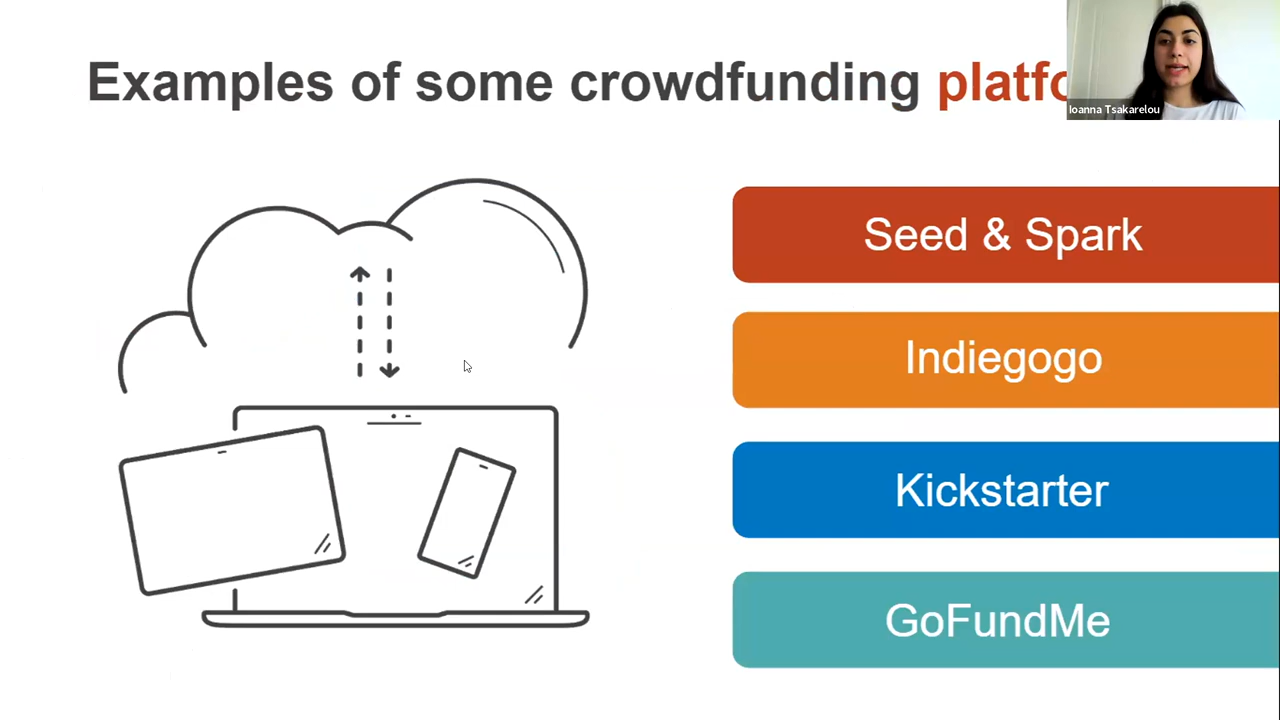 Examples of some crowdfunding platfo
Ioanna Tsakarelou
Seed & Spark
Indiegogo
Kickstarter
GoFundMe